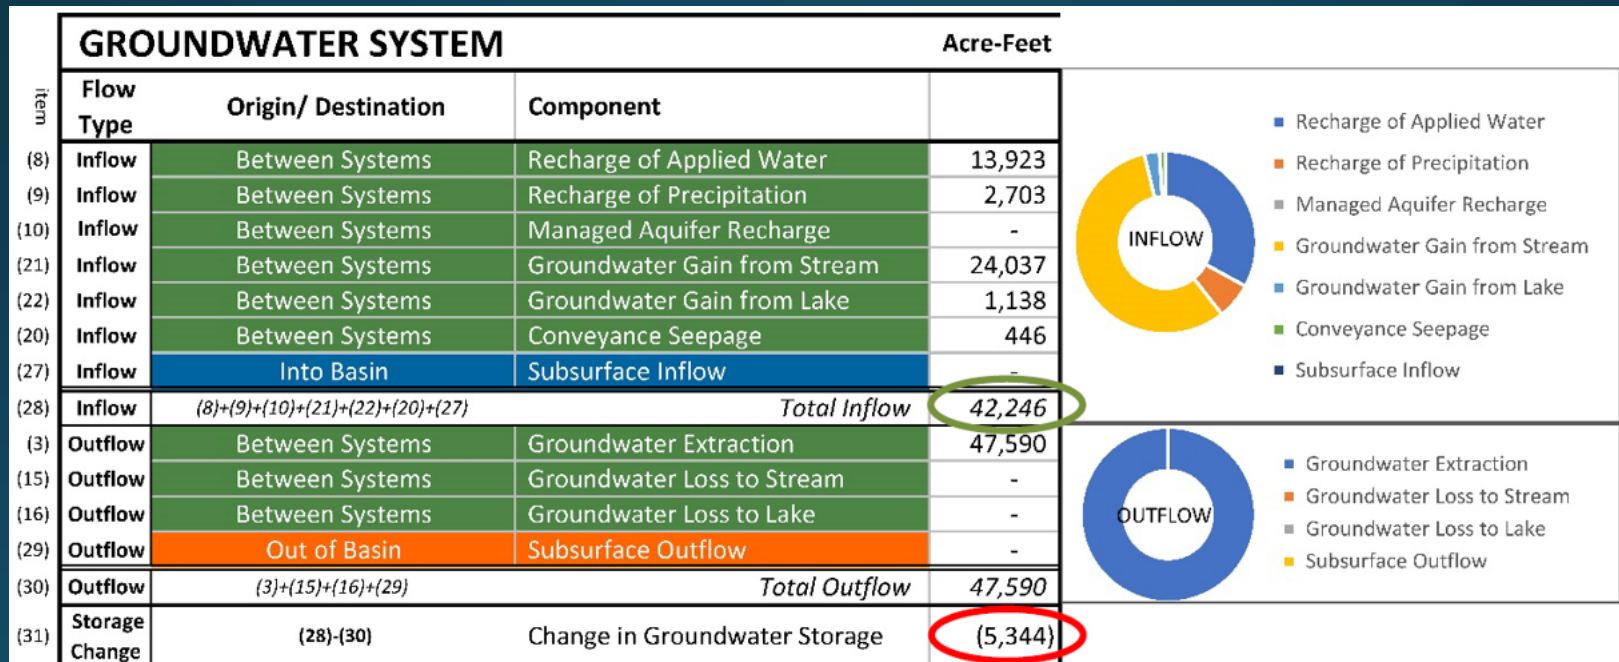 GROUNDWATER SYSTEM Acre-Feet
item Flow Type Origin/ Destination Component
(8) Inflow Between Systems Recharge of Applied Water 13,923
(9) Inflow Between Systems Recharge of Precipitation 2,703
(10) Inflow Between Systems Managed Aquifer Recharge -
(21) Inflow Between Systems Groundwater Gain from Stream 24,037
(22) Inflow Between Systems Groundwater Gain from Lake 1,138
(20) Inflow Between Systems Conveyance Seepage 446
(27) Inflow Into Basin Subsurface Inflow -
(28) Inflow (8)+(9)+(10)+(21)+(22)+(20)+(27) Total Inflow 42,246
(3) Outflow Between Systems Groundwater Extraction 47,590
(15) Outflow Between Systems Groundwater Loss to Stream -
(16) Outflow Between Systems Groundwater Loss to Lake -
(29) Outflow Out of Basin Subsurface Outflow -
(30) Outflow (3)+(15)+(16)+(29) Total Outflow 47,590
(31) Storage Change (28)-(30) Change in Groundwater Storage (5,344)
INFLOW
Recharge of Applied Water
Recharge of Precipitation
Managed Aquifer Recharge
Groundwater Gain from Stream
Groundwater Gain from Lake
Conveyance Seepage
Subsurface Inflow
OUTFLOW
Groundwater Extraction
Groundwater Loss to Stream
Groundwater Loss to Lake
Subsurface Outflow